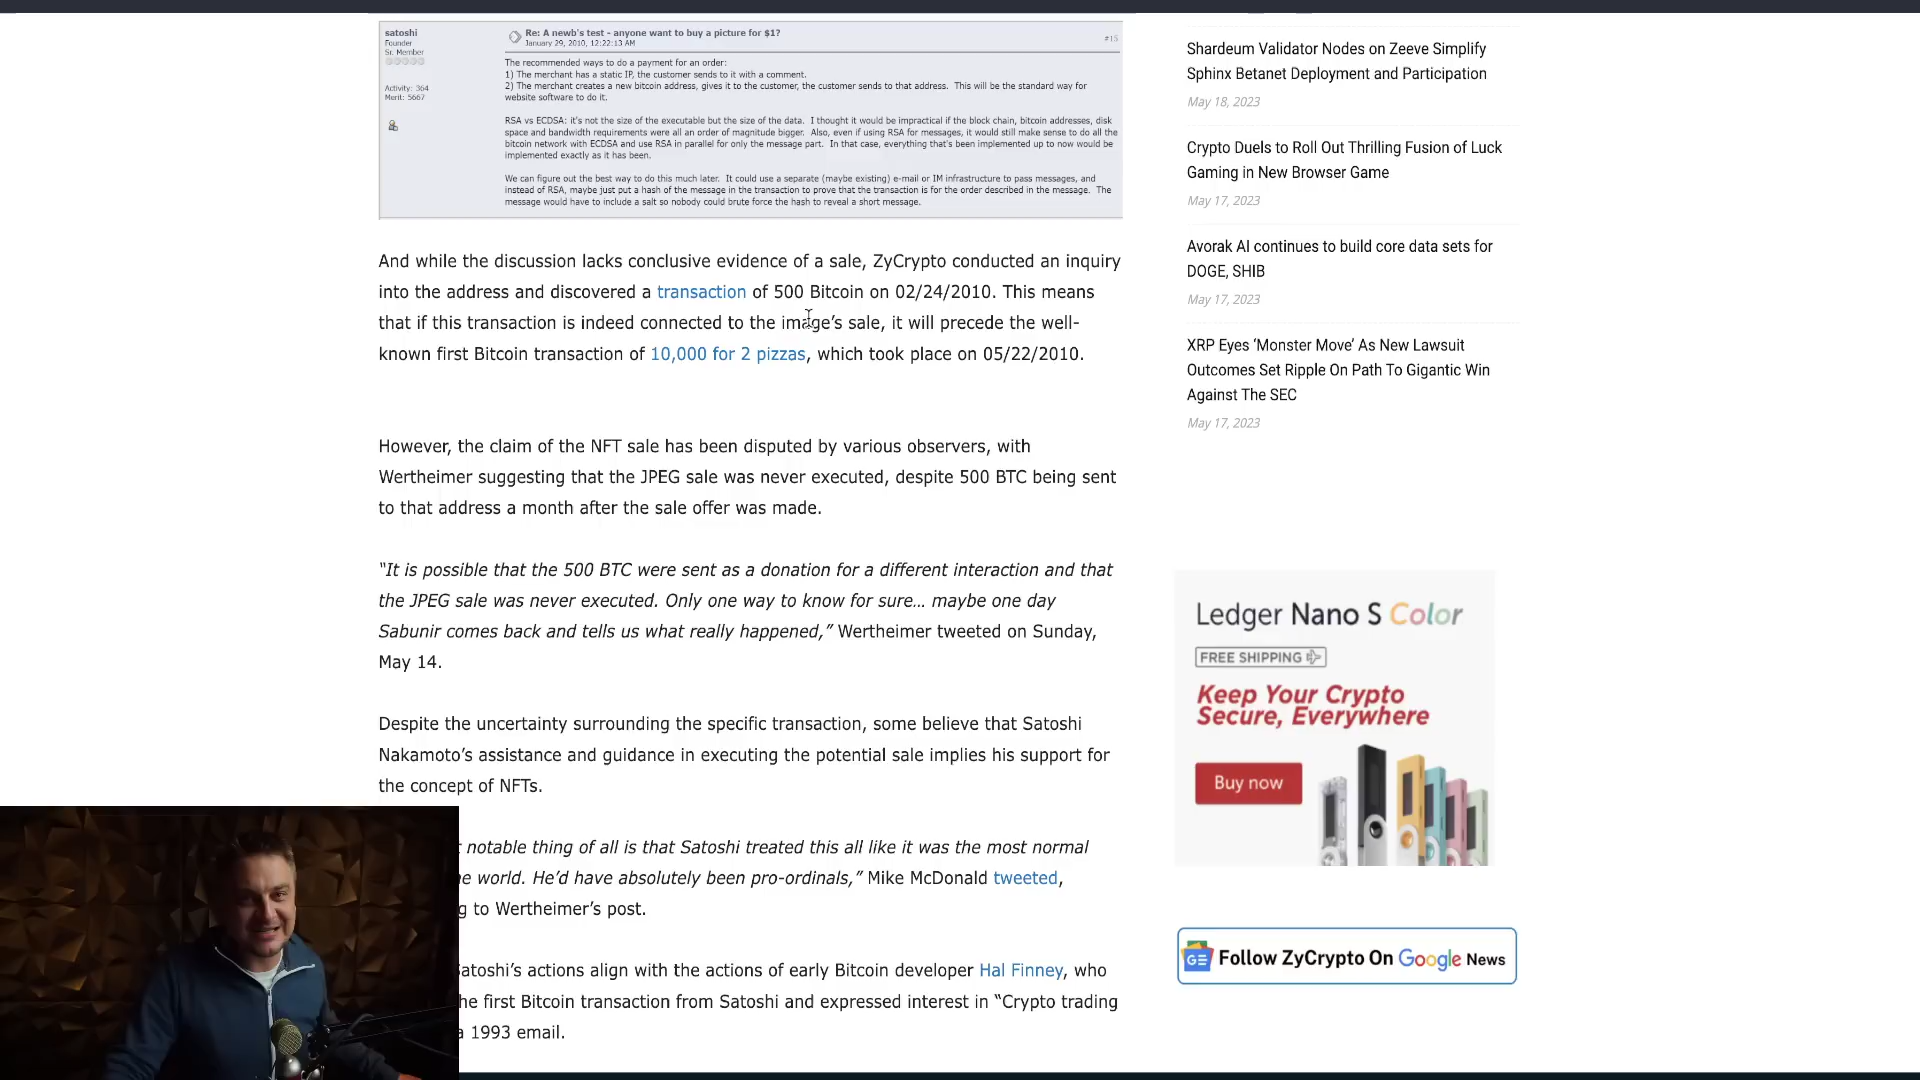 satoshi
Founder
Sr. Member
Activity: 364
Merit: 5667
Re: A newb's test - anyone want to buy a picture for $1?
January 29, 2010, 12:22:13 AM
#15
The recommended ways to do a payment for an order:
1) The merchant has a static IP, the customer sends to it with a comment.
2) The merchant creates a new bitcoin address, gives it to the customer, the customer sends to that address.  This will be the standard way for
website software to do it.
RSA vs ECDSA: it's not the size of the executable but the size of the data.  I thought it would be impractical if the block chain, bitcoin addresses, disk
space and bandwidth requirements were all an order of magnitude bigger.  Also, even if using RSA for messages, it would still make sense to do all the
bitcoin network with ECDSA and use RSA in parallel for only the message part.  In that case, everything that's been implemented up to now would be
implemented exactly as it has been.
We can figure out the best way to do this much later.  It could use a separate (maybe existing) e-mail or IM infrastructure to pass messages, and
instead of RSA, maybe just put a hash of the message in the transaction to prove that the transaction is for the order described in the message.  The
message would have to include a salt so nobody could brute force the hash to reveal a short message.
And while the discussion lacks conclusive evidence of a sale, ZyCrypto conducted an inquiry
into the address and discovered a transaction of 500 Bitcoin on 02/24/2010. This means
that if this transaction is indeed connected to the image’s sale, it will precede the well-
known first Bitcoin transaction of 10,000 for 2 pizzas, which took place on 05/22/2010.
However, the claim of the NFT sale has been disputed by various observers, with
Wertheimer suggesting that the JPEG sale was never executed, despite 500 BTC being sent
to that address a month after the sale offer was made.
“It is possible that the 500 BTC were sent as a donation for a different interaction and that
the JPEG sale was never executed. Only one way to know for sure… maybe one day
Sabunir comes back and tells us what really happened,” Wertheimer tweeted on Sunday,
May 14.
Despite the uncertainty surrounding the specific transaction, some believe that Satoshi
Nakamoto’s assistance and guidance in executing the potential sale implies his support for
the concept of NFTs.
notable thing of all is that Satoshi treated this all like it was the most normal
world. He’d have absolutely been pro-ordinals,” Mike McDonald tweeted,
to Wertheimer’s post.
Satoshi’s actions align with the actions of early Bitcoin developer Hal Finney, who
the first Bitcoin transaction from Satoshi and expressed interest in “Crypto trading
a 1993 email.
Shardeum Validator Nodes on Zeeve Simplify
Sphinx Betanet Deployment and Participation
May 18, 2023
Crypto Duels to Roll Out Thrilling Fusion of Luck
Gaming in New Browser Game
May 17, 2023
Avorak AI continues to build core data sets for
DOGE, SHIB
May 17, 2023
XRP Eyes ‘Monster Move’ As New Lawsuit
Outcomes Set Ripple On Path To Gigantic Win
Against The SEC
May 17, 2023
Ledger Nano S Color
FREE SHIPPING
Keep Your Crypto
Secure, Everywhere
Buy now
GE Follow ZyCrypto On Google News